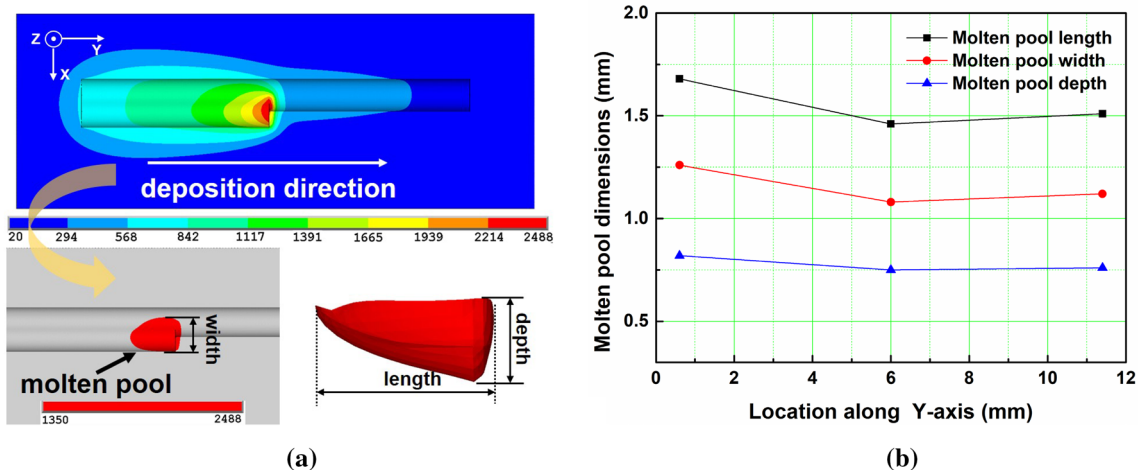 Z
Y
X
deposition direction
20 294 568 842 1117 1391 1665 1939 2214 2488
width
molten pool
1350 2488
depth
length
(a)
2.0
1.5
1.0
0.5
Molten pool dimensions (mm)
Molten pool length
Molten pool width
Molten pool depth
0 2 4 6 8 10 12
Location along Y-axis (mm)
(b)